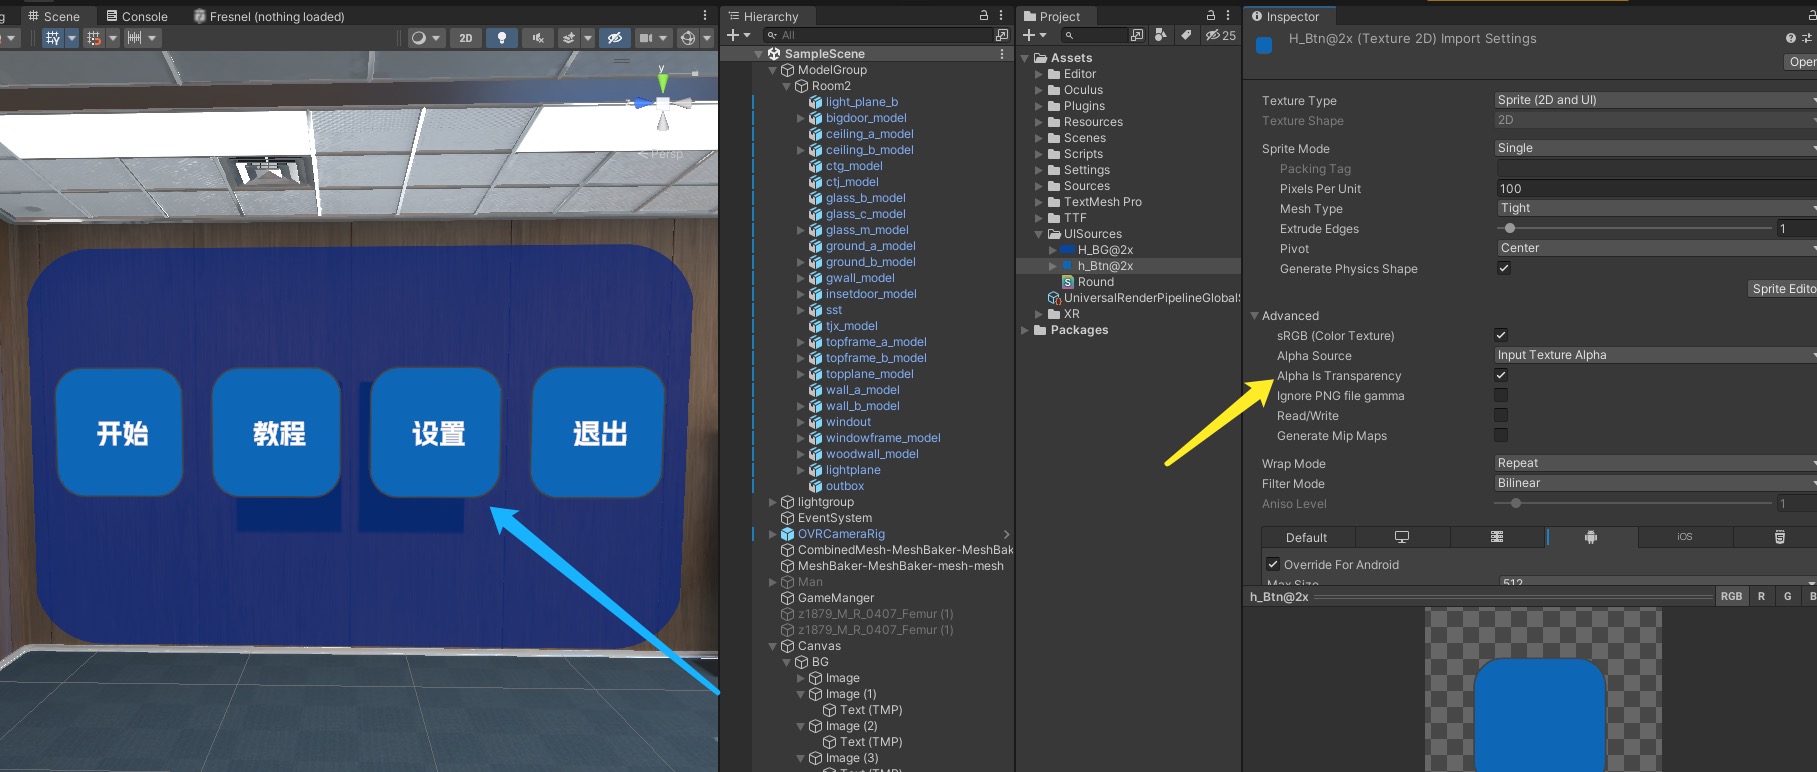 Scene
Console
Fresnel (nothing loaded)
2D
y
Persp
开始
教程
设置
退出
Hierarchy
All
SampleScene
ModelGroup
Room2
light_plane_b
bigdoor_model
ceiling_a_model
ceiling_b_model
ctg_model
ctj_model
glass_b_model
glass_c_model
glass_m_model
ground_a_model
ground_b_model
gwall_model
insetdoor_model
sst
tjx_model
topframe_a_model
topframe_b_model
topplane_model
wall_a_model
wall_b_model
windout
windowframe_model
woodwall_model
lightplane
outbox
lightgroup
EventSystem
OVRCameraRig
CombinedMesh-MeshBaker-MeshBak
MeshBaker-MeshBaker-mesh-mesh
Man
GameManger
z1879_M_R_0407_Femur (1)
z1879_M_R_0407_Femur (1)
Canvas
BG
Image
Image (1)
Text (TMP)
Image (2)
Text (TMP)
Image (3)
Project
25
Assets
Editor
Oculus
Plugins
Resources
Scenes
Scripts
Settings
Sources
TextMesh Pro
TTF
UISources
H_BG@2x
h_Btn@2x
Round
UniversalRenderPipelineGlobal
XR
Packages
Inspector
H_Btn@2x (Texture 2D) Import Settings
Open
Texture Type Sprite (2D and UI)
Texture Shape 2D
Sprite Mode Single
Packing Tag
Pixels Per Unit 100
Mesh Type Tight
Extrude Edges 1
Pivot Center
Generate Physics Shape
Sprite Edito
Advanced
sRGB (Color Texture)
Alpha Source Input Texture Alpha
Alpha Is Transparency
Ignore PNG file gamma
Read/Write
Generate Mip Maps
Wrap Mode Repeat
Filter Mode Bilinear
Aniso Level 1
Default iOS
Override For Android
Max Size 512
h_Btn@2x RGB R G B